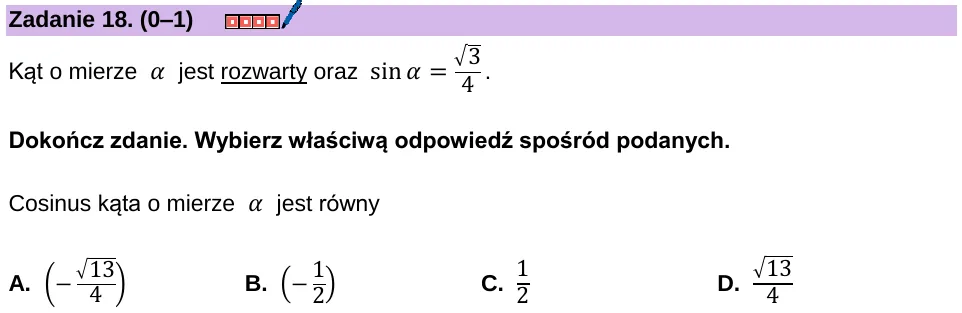 Zadanie 18. (0–1)
Kąt o mierze α jest rozwarty oraz sin α = √3/4.
Dokończ zdanie. Wybierz właściwą odpowiedź spośród podanych.
Cosinus kąta o mierze α jest równy
A. (−√13/4) B. (−1/2) C. 1/2 D. √13/4